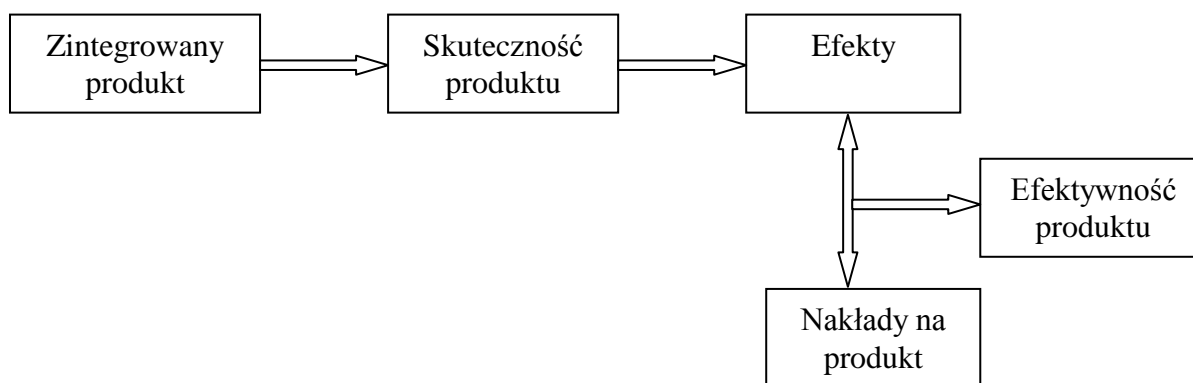 Zintegrowany
produkt
Skuteczność
produktu
Efekty
Efektywność
produktu
Nakłady na
produkt